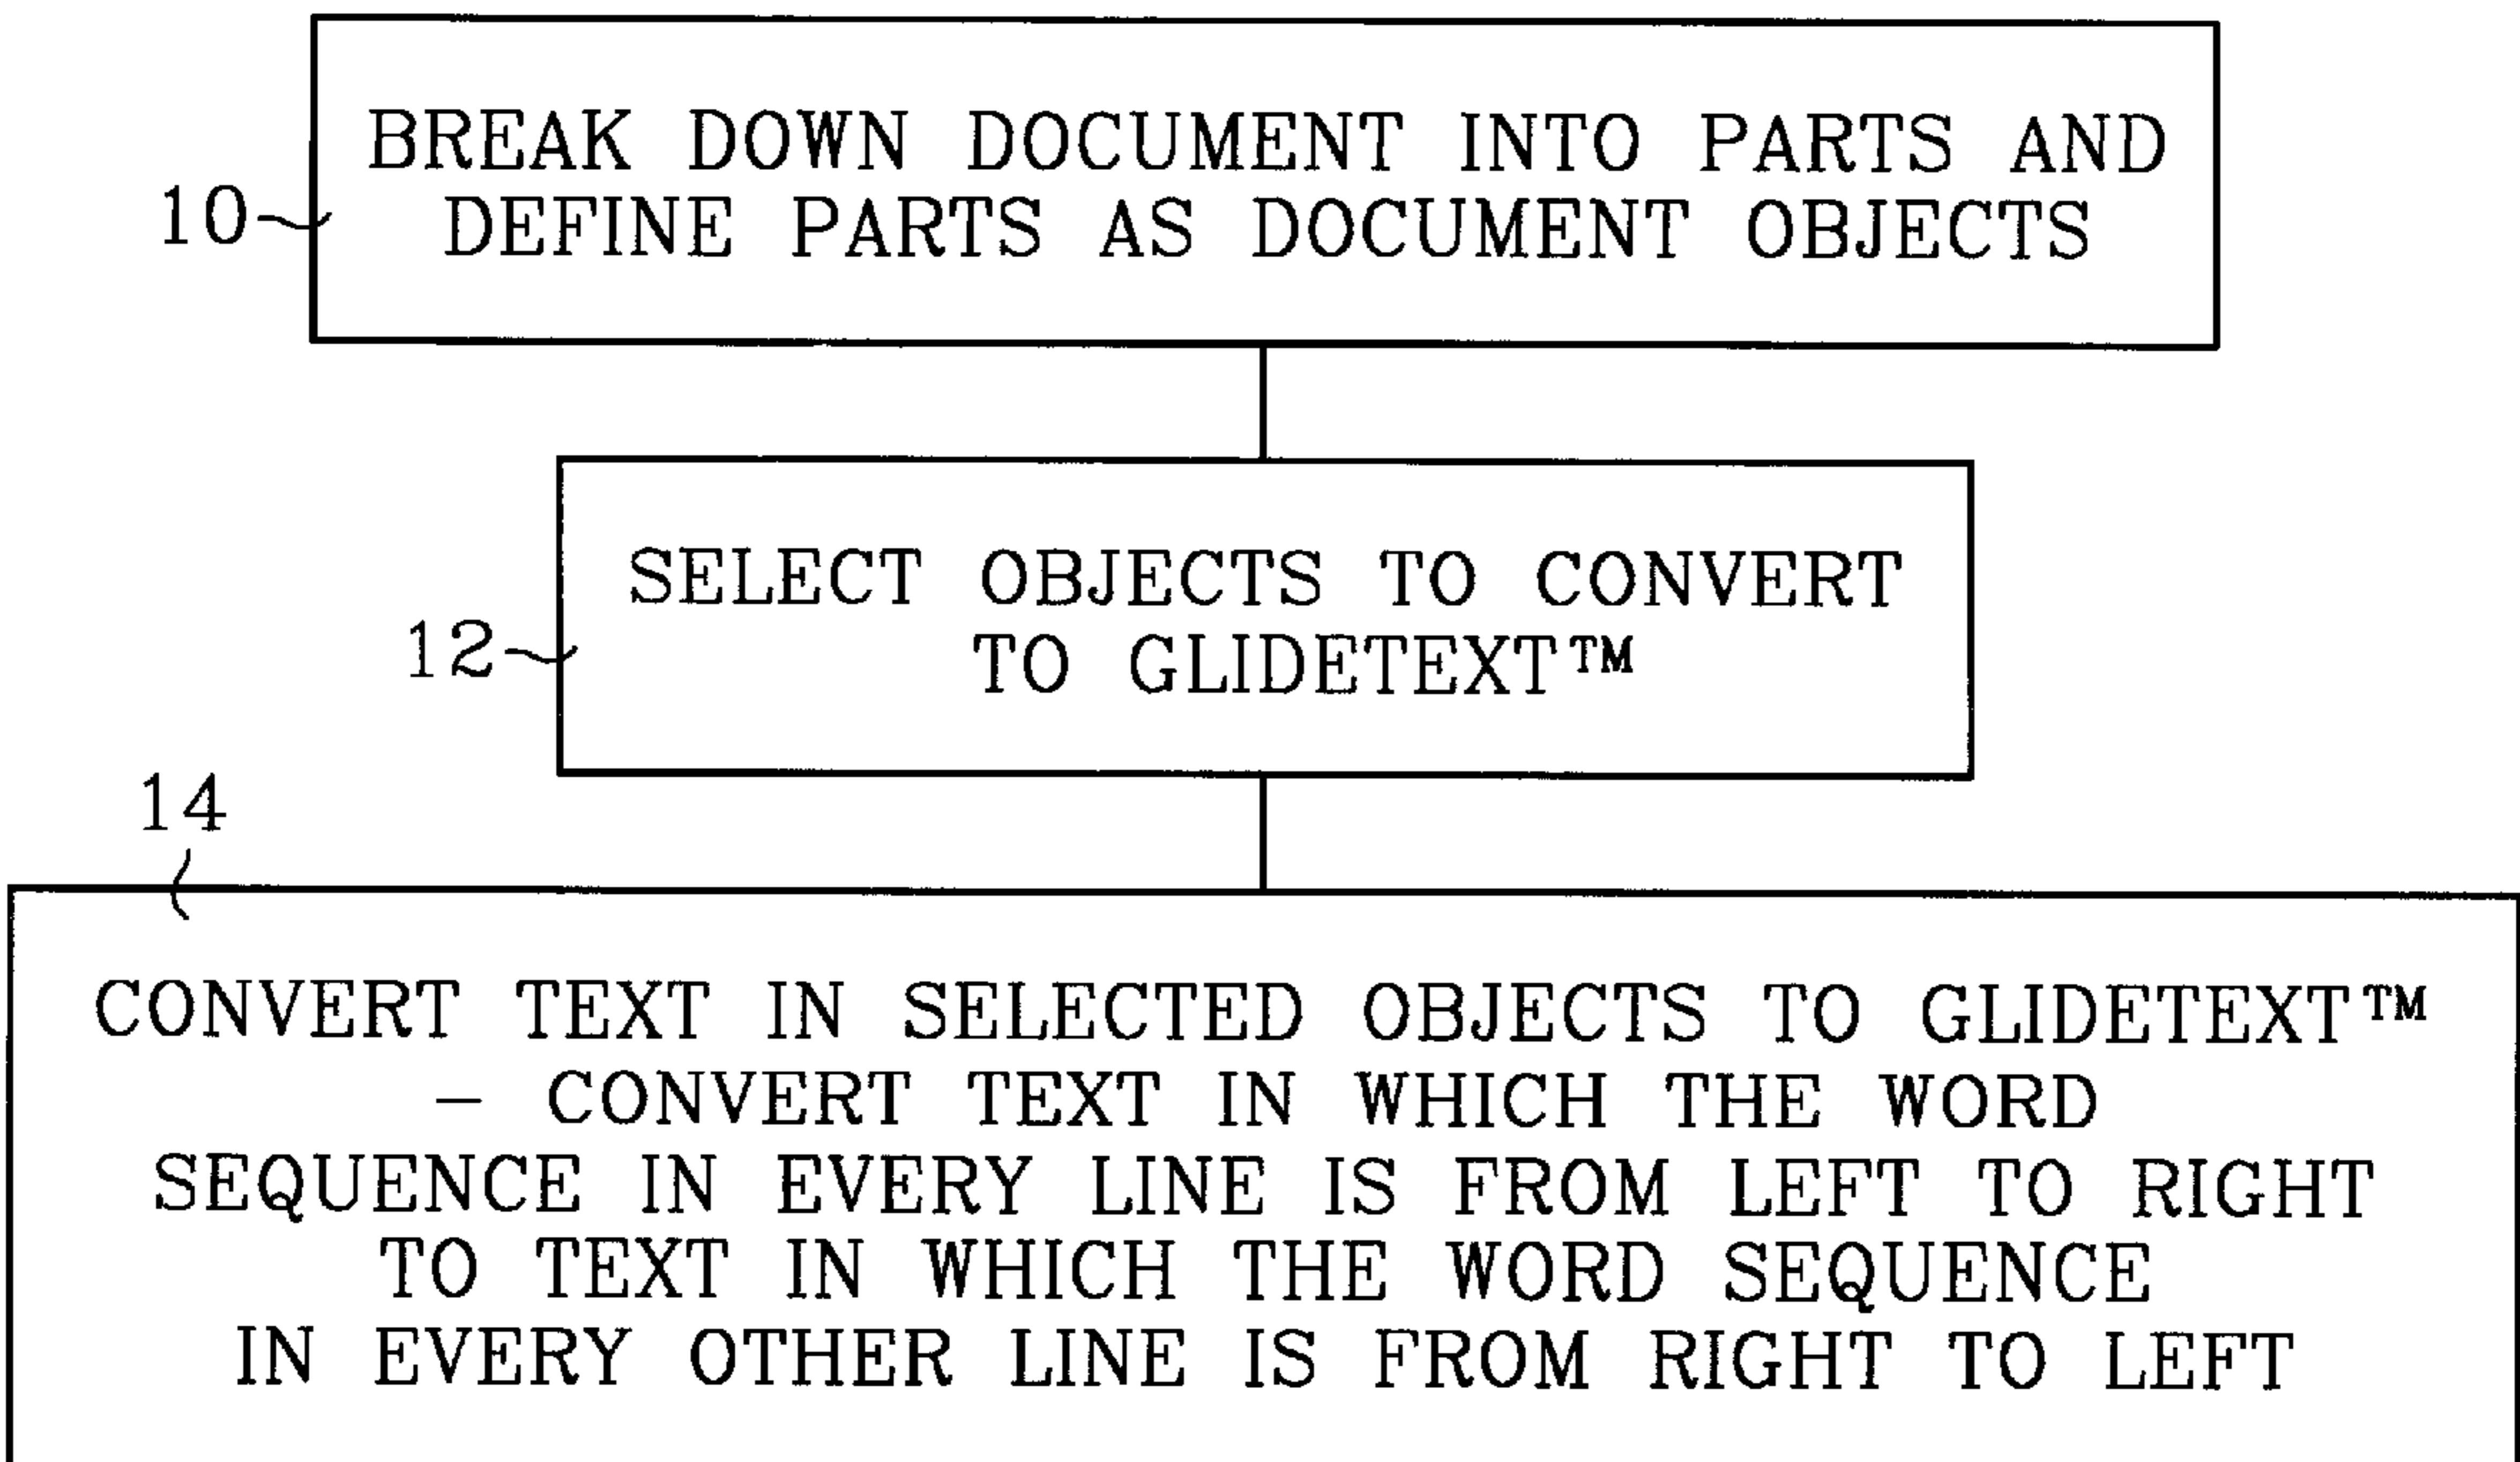 BREAK DOWN DOCUMENT INTO PARTS AND
10
DEFINE PARTS AS DOCUMENT OBJECTS
SELECT OBJECTS TO CONVERT
12
TO GLIDETEXT™
14
CONVERT TEXT IN SELECTED OBJECTS TO GLIDETEXT™
– CONVERT TEXT IN WHICH THE WORD
SEQUENCE IN EVERY LINE IS FROM LEFT TO RIGHT
TO TEXT IN WHICH THE WORD SEQUENCE
IN EVERY OTHER LINE IS FROM RIGHT TO LEFT